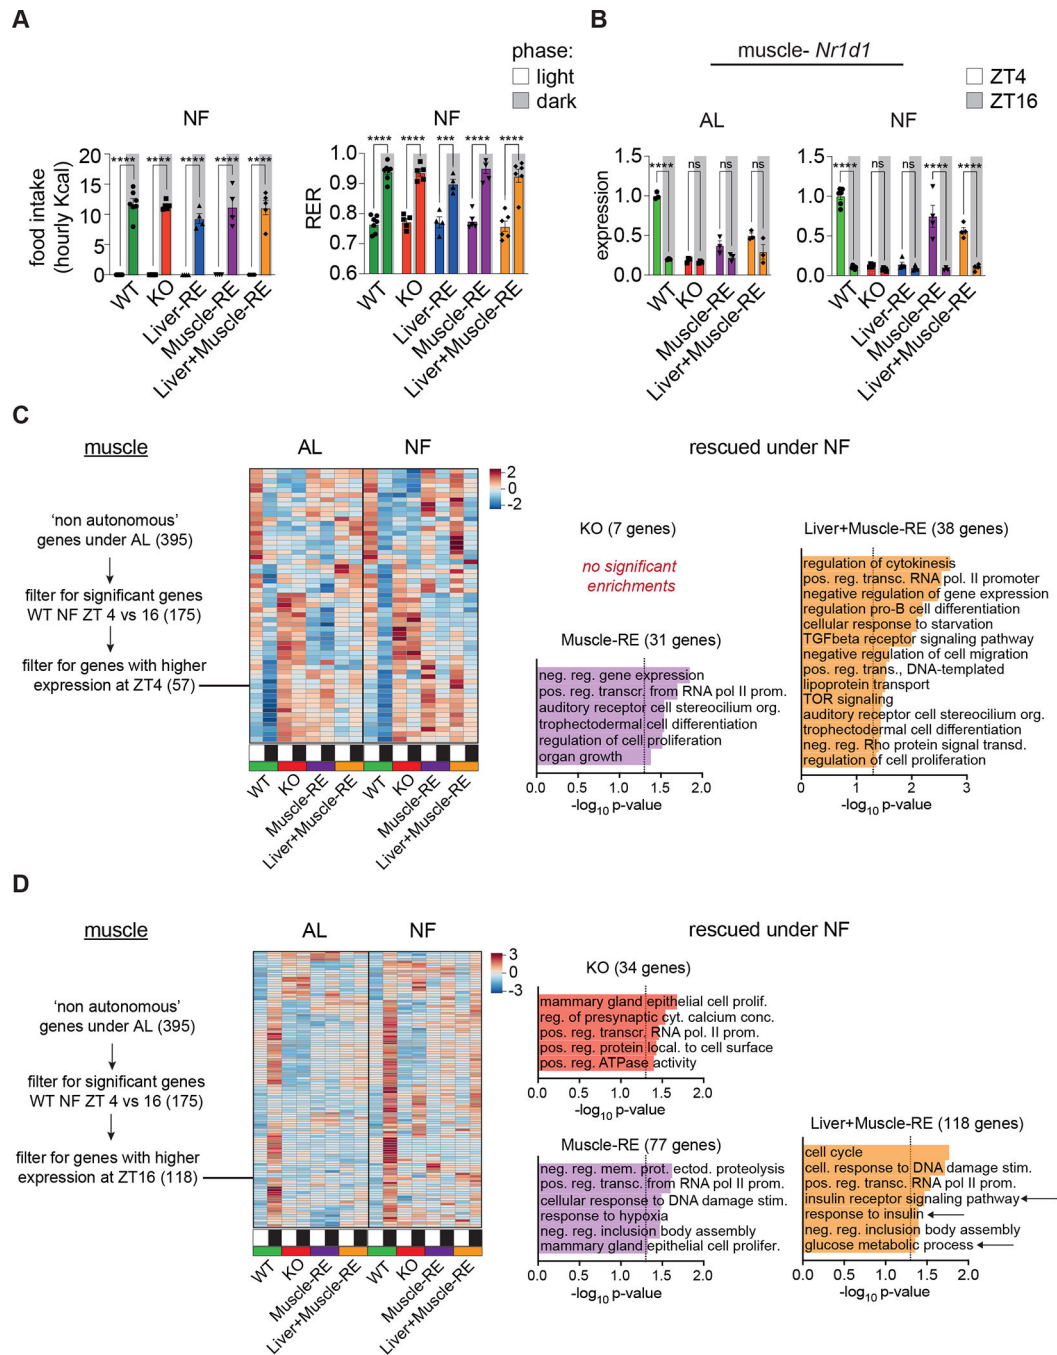 A
phase:
light
dark
NF
food intake
(hourly Kcal)
20
15
10
5
0
**** **** **** **** ****
WT
KO
Liver-RE
Muscle-RE
Liver+Muscle-RE
NF
RER
1.0
0.9
0.8
0.7
0.6
**** **** *** **** ****
WT
KO
Liver-RE
Muscle-RE
Liver+Muscle-RE
B
muscle- Nr1d1
ZT4
ZT16
AL
expression
1.5
1.0
0.5
0.0
**** ns ns ns
WT
KO
Muscle-RE
Liver+Muscle-RE
NF
1.5
1.0
0.5
0.0
**** ns ns **** ****
WT
KO
Liver-RE
Muscle-RE
Liver+Muscle-RE
C
muscle
‘non autonomous’
genes under AL (395)
filter for significant genes
WT NF ZT 4 vs 16 (175)
filter for genes with higher
expression at ZT4 (57)
AL
NF
2
0
-2
WT
KO
Muscle-RE
Liver+Muscle-RE
WT
KO
Muscle-RE
Liver+Muscle-RE
rescued under NF
KO (7 genes)
no significant
enrichments
Muscle-RE (31 genes)
neg. reg. gene expression
pos. reg. transcr. from RNA pol II prom.
auditory receptor cell stereocilium org.
trophectodermal cell differentiation
regulation of cell proliferation
organ growth
0.0 0.5 1.0 1.5 2.0
-log10 p-value
Liver+Muscle-RE (38 genes)
regulation of cytokinesis
pos. reg. transc. RNA pol. II promoter
negative regulation of gene expression
regulation pro-B cell differentiation
cellular response to starvation
TGFbeta receptor signaling pathway
negative regulation of cell migration
pos. reg. trans., DNA-templated
lipoprotein transport
TOR signaling
auditory receptor cell stereocilium org.
trophectodermal cell differentiation
neg. reg. Rho protein signal transd.
regulation of cell proliferation
0 1 2 3
-log10 p-value
D
muscle
‘non autonomous’
genes under AL (395)
filter for significant genes
WT NF ZT 4 vs 16 (175)
filter for genes with higher
expression at ZT16 (118)
AL
NF
3
0
-3
WT
KO
Muscle-RE
Liver+Muscle-RE
WT
KO
Muscle-RE
Liver+Muscle-RE
rescued under NF
KO (34 genes)
mammary gland epithelial cell prolif.
reg. of presynaptic cyt. calcium conc.
pos. reg. transcr. RNA pol. II prom.
pos. reg. protein local. to cell surface
pos. reg. ATPase activity
0.0 0.5 1.0 1.5 2.0
-log10 p-value
Muscle-RE (77 genes)
neg. reg. mem. prot. ectod. proteolysis
pos. reg. transc. from RNA pol II prom.
cellular response to DNA damage stim.
response to hypoxia
neg. reg. inclusion body assembly
mammary gland epithelial cell prolifer.
0.0 0.5 1.0 1.5 2.0
-log10 p-value
Liver+Muscle-RE (118 genes)
cell cycle
cell. response to DNA damage stim.
pos. reg. transc. RNA pol II prom.
insulin receptor signaling pathway
response to insulin
neg. reg. inclusion body assembly
glucose metabolic process
0.0 0.5 1.0 1.5 2.0
-log10 p-value